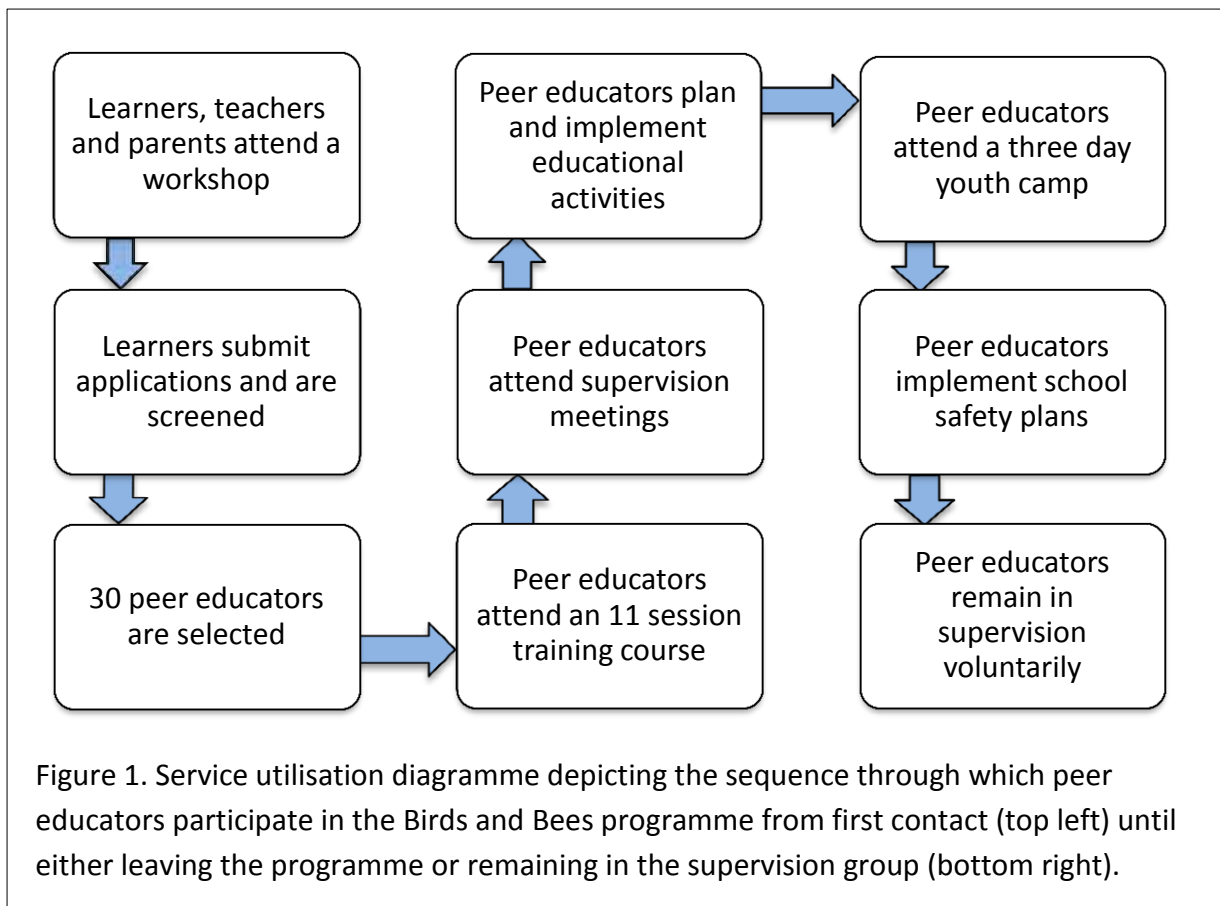 Learners, teachers
and parents attend a
workshop
Learners submit
applications and are
screened
30 peer educators
are selected
Peer educators
attend an 11 session
training course
Peer educators
attend supervision
meetings
Peer educators plan
and implement
educational
activities
Peer educators
attend a three day
youth camp
Peer educators
implement school
safety plans
Peer educators
remain in
supervision
voluntarily
Figure 1. Service utilisation diagramme depicting the sequence through which peer
educators participate in the Birds and Bees programme from first contact (top left) until
either leaving the programme or remaining in the supervision group (bottom right).